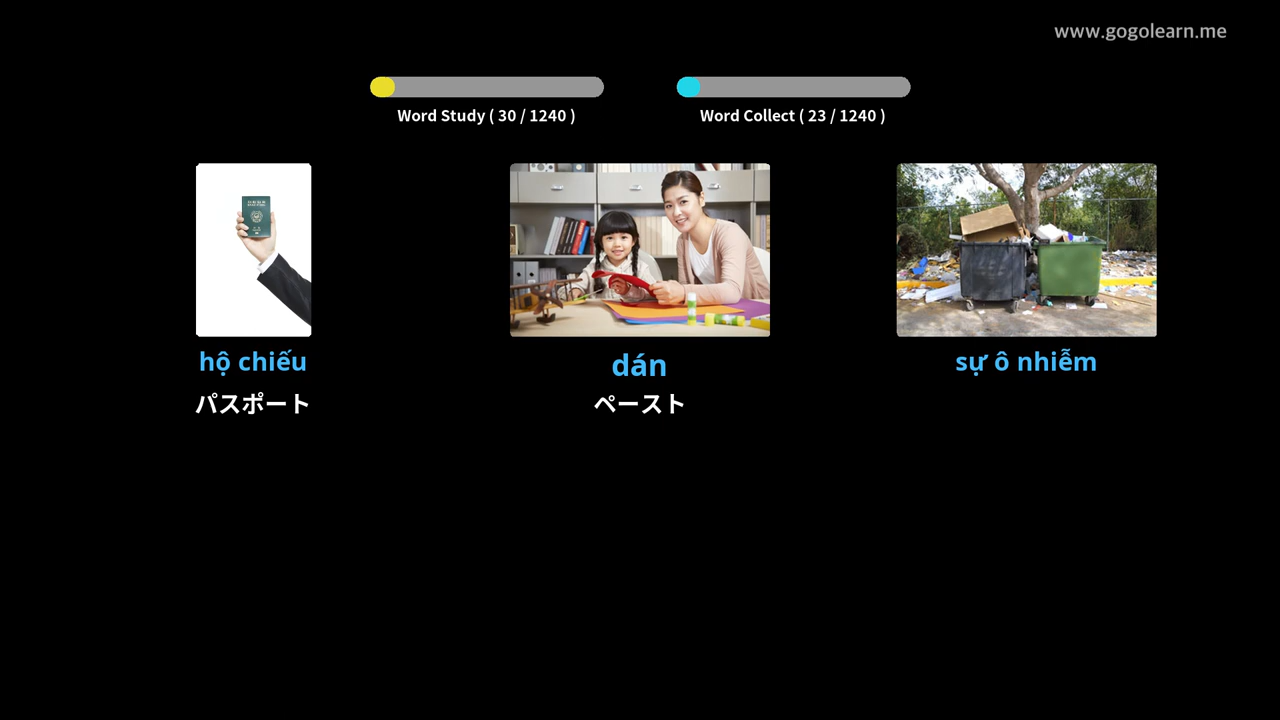 www.gogolearn.me
Word Study ( 30 / 1240 )
Word Collect ( 23 / 1240 )
hộ chiếu
dán
sự ô nhiễm
パスポート
ペースト